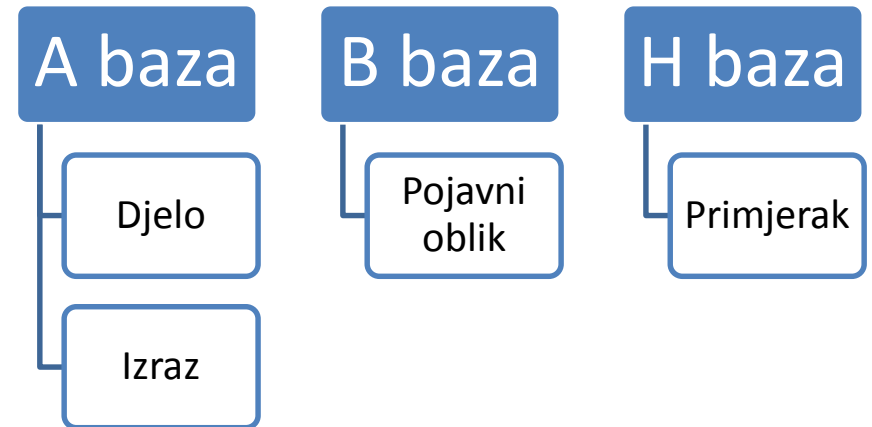 A baza
Djelo
Izraz
B baza
Pojavni
oblik
H baza
Primjerak